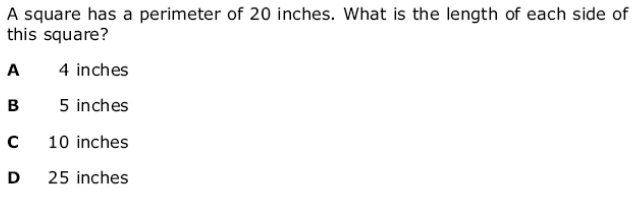 A square has a perimeter of 20 inches. What is the length of each side of
this square?
A 4 inches
B 5 inches
C 10 inches
D 25 inches